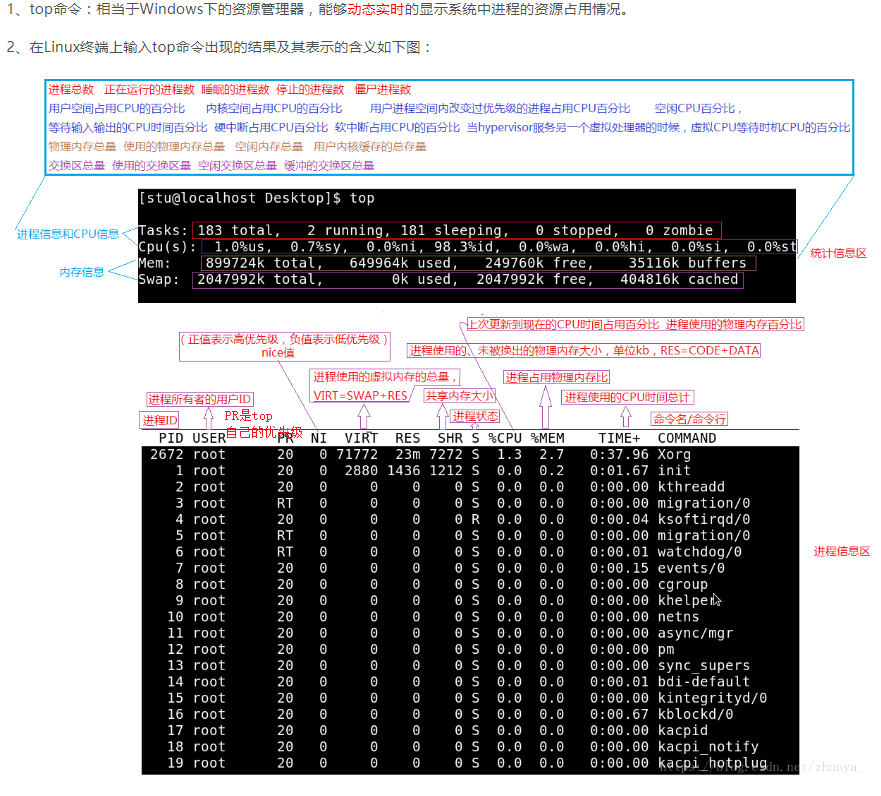 1、top命令：相当于Windows下的资源管理器，能够动态实时的显示系统中进程的资源占用情况。
2、在Linux终端上输入top命令出现的结果及其表示的含义如下图：
进程总数 正在运行的进程数 睡眠的进程数 停止的进程数 僵尸进程数
用户空间占用CPU的百分比 内核空间占用CPU的百分比 用户进程空间内改变过优先级的进程占用CPU百分比 空闲CPU百分比，
等待输入输出的CPU时间百分比 硬中断占用CPU百分比 软中断占用CPU的百分比 当hypervisor服务另一个虚拟处理器的时候，虚拟CPU等待时机CPU的百分比
物理内存总量 使用的物理内存总量 空闲内存总量 用户内核缓存的总存量
交换区总量 使用的交换区量 空闲交换区总量 缓冲的交换区总量
[stu@localhost Desktop]$ top
进程信息和CPU信息
内存信息
Tasks: 183 total, 2 running, 181 sleeping, 0 stopped, 0 zombie
Cpu(s): 1.0%us, 0.7%sy, 0.0%ni, 98.3%id, 0.0%wa, 0.0%hi, 0.0%si, 0.0%st
Mem: 899724k total, 649964k used, 249760k free, 35116k buffers
Swap: 2047992k total, 0k used, 2047992k free, 404816k cached
统计信息区
上次更新到现在的CPU时间占用百分比 进程使用的物理内存百分比
（正值表示高优先级，负值表示低优先级）
nice值
进程使用的、未被换出的物理内存大小，单位kb，RES=CODE+DATA
进程使用的虚拟内存的总量，
VIRT=SWAP+RES
进程占用物理内存比
进程所有者的用户ID
共享内存大小
进程使用的CPU时间总计
进程ID
PR是top
自己的优先级
进程状态
命令名/命令行
PID USER PR NI VIRT RES SHR S %CPU %MEM TIME+ COMMAND
2672 root 20 0 71772 23m 7272 S 1.3 2.7 0:37.96 Xorg
1 root 20 0 2880 1436 1212 S 0.0 0.2 0:01.67 init
2 root 20 0 0 0 0 S 0.0 0.0 0:00.00 kthreadd
3 root RT 0 0 0 0 S 0.0 0.0 0:00.00 migration/0
4 root 20 0 0 0 0 R 0.0 0.0 0:00.04 ksoftirqd/0
5 root RT 0 0 0 0 S 0.0 0.0 0:00.00 migration/0
6 root RT 0 0 0 0 S 0.0 0.0 0:00.01 watchdog/0
7 root 20 0 0 0 0 S 0.0 0.0 0:00.15 events/0
8 root 20 0 0 0 0 S 0.0 0.0 0:00.00 cgroup
9 root 20 0 0 0 0 S 0.0 0.0 0:00.00 khelper
10 root 20 0 0 0 0 S 0.0 0.0 0:00.00 netns
11 root 20 0 0 0 0 S 0.0 0.0 0:00.00 async/mgr
12 root 20 0 0 0 0 S 0.0 0.0 0:00.00 pm
13 root 20 0 0 0 0 S 0.0 0.0 0:00.00 sync_supers
14 root 20 0 0 0 0 S 0.0 0.0 0:00.01 bdi-default
15 root 20 0 0 0 0 S 0.0 0.0 0:00.00 kintegrityd/0
16 root 20 0 0 0 0 S 0.0 0.0 0:00.67 kblockd/0
17 root 20 0 0 0 0 S 0.0 0.0 0:00.00 kacpid
18 root 20 0 0 0 0 S 0.0 0.0 0:00.00 kacpi_notify
19 root 20 0 0 0 0 S 0.0 0.0 0:00.00 kacpi_hotplug
进程信息区
https://blog.csdn.net/zhuoya_